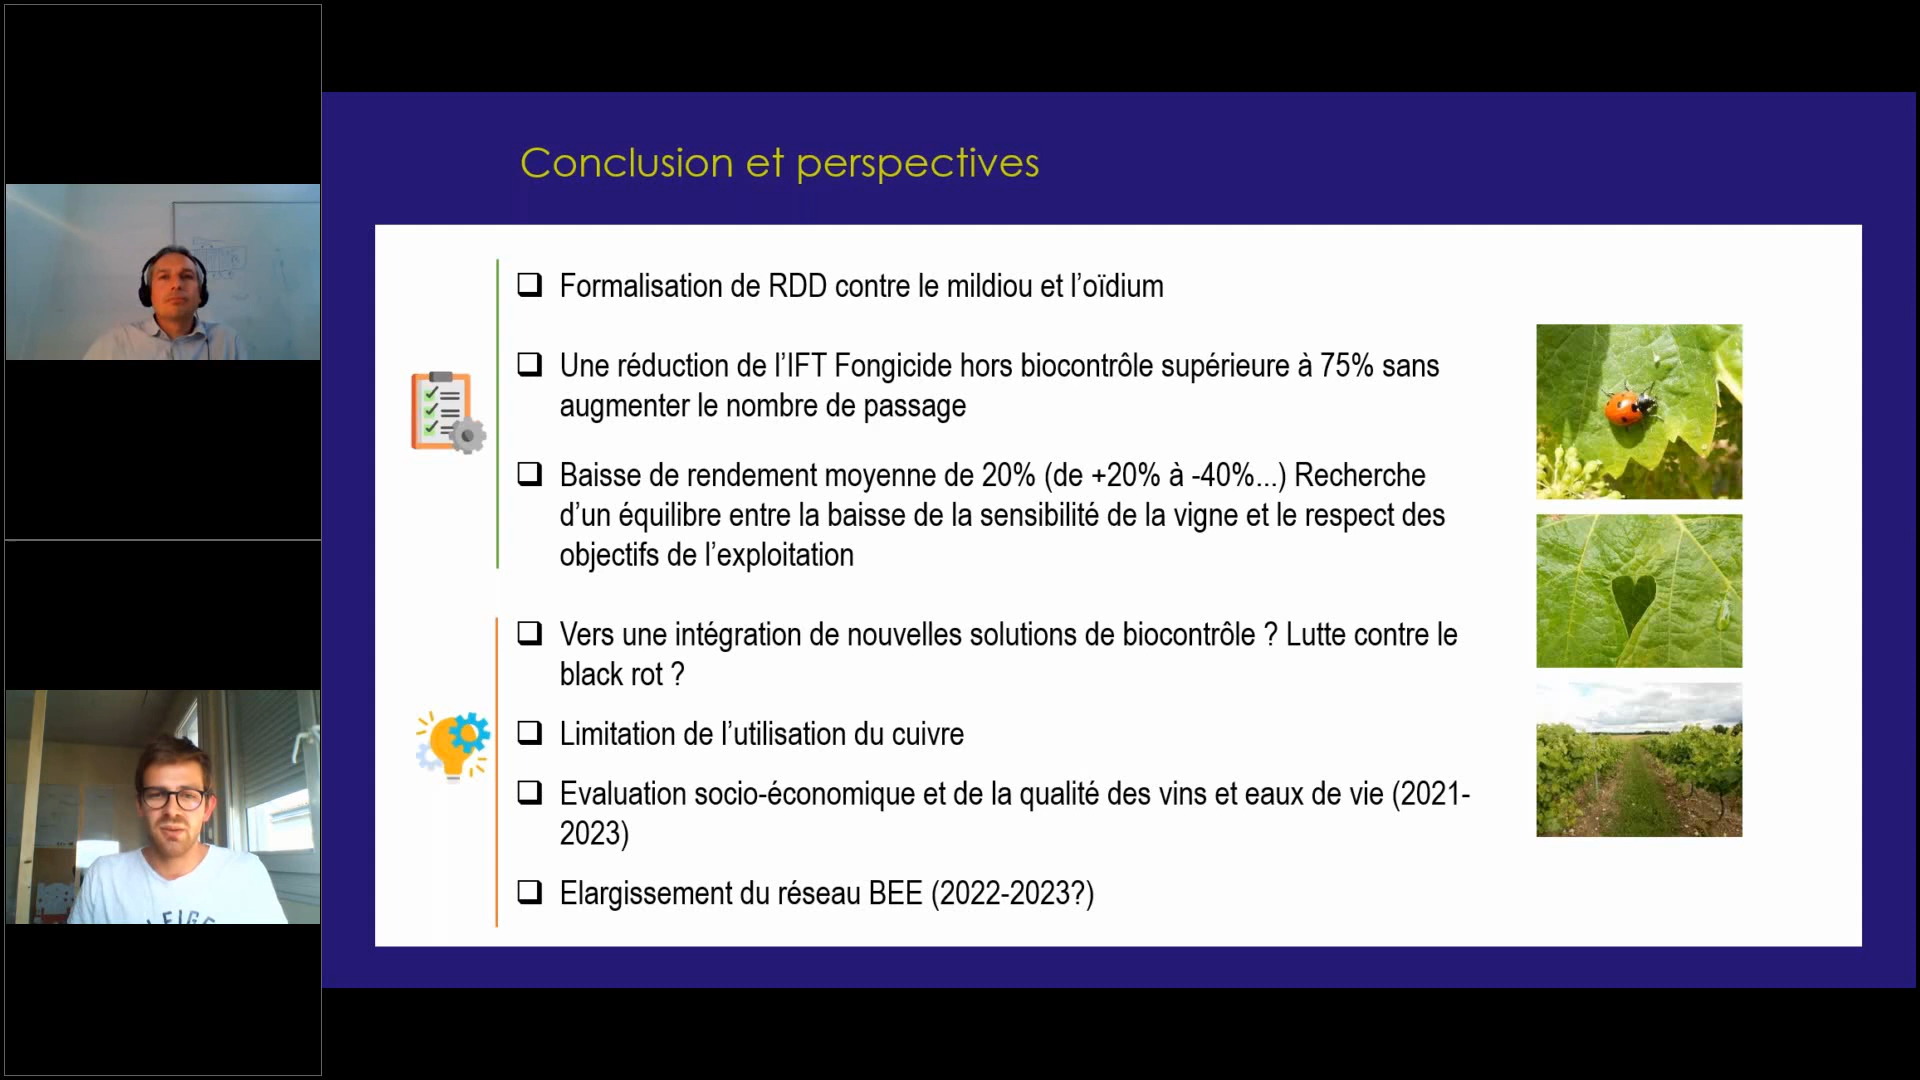 Conclusion et perspectives
Formalisation de RDD contre le mildiou et l’oïdium
Une réduction de l’IFT Fongicide hors biocontrôle supérieure à 75% sans
augmenter le nombre de passage
Baisse de rendement moyenne de 20% (de +20% à -40%...) Recherche
d’un équilibre entre la baisse de la sensibilité de la vigne et le respect des
objectifs de l’exploitation
Vers une intégration de nouvelles solutions de biocontrôle ? Lutte contre le
black rot ?
Limitation de l’utilisation du cuivre
Evaluation socio-économique et de la qualité des vins et eaux de vie (2021-
2023)
Elargissement du réseau BEE (2022-2023?)